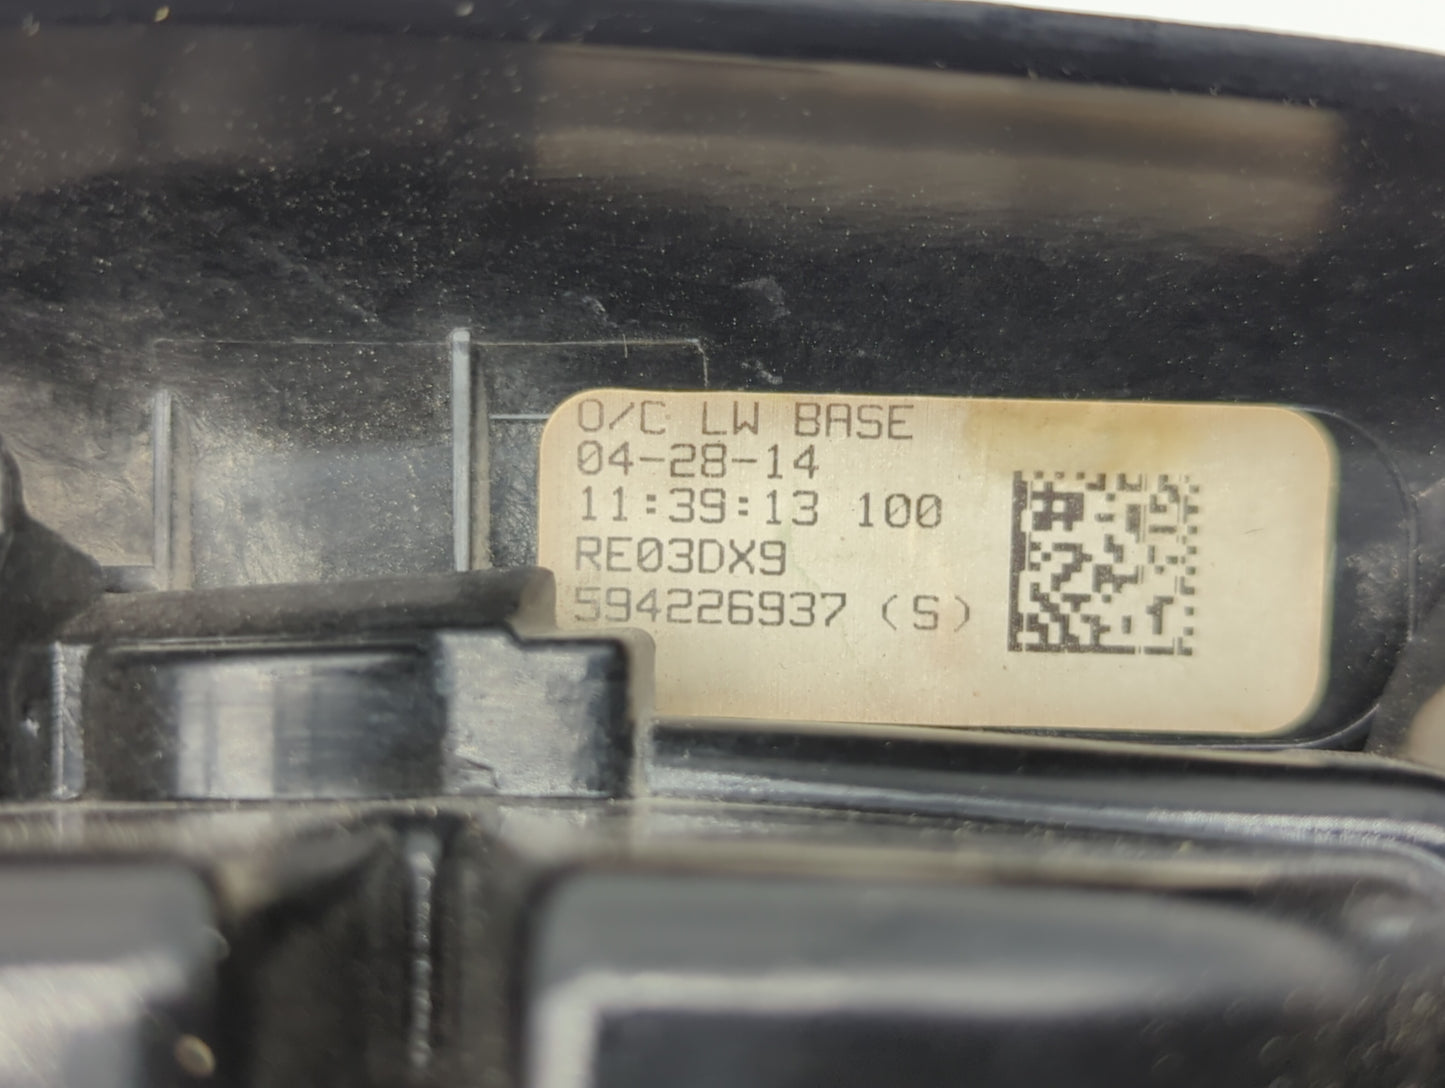 O/C LW BASE
04-28-14
11:39:13 100
RE03DX9
594226937 (S)